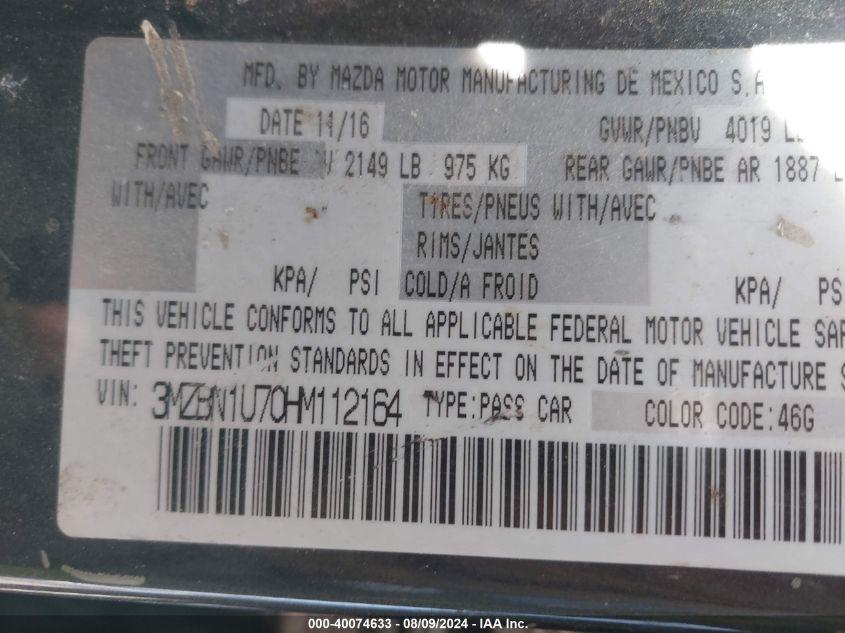 MFD. BY MAZDA MOTOR MANUFACTURING DE MEXICO S.A
DATE 11/16 GVWR/PNBV 4019
FRONT GAWR/PNBE 2149 LB 975 KG REAR GAWR/PNBE AR 1887
WITH/AVEC TYRES/PNEUS WITH/AVEC
RIMS/JANTES
KPA/ PSI COLD/A FROID KPA/ PS
THIS VEHICLE CONFORMS TO ALL APPLICABLE FEDERAL MOTOR VEHICLE SAF
THEFT PREVENTION STANDARDS IN EFFECT ON THE DATE OF MANUFACTURE S
VIN: 3MZBN1U70HM112164 TYPE:PASS CAR COLOR CODE:46G
000-40074633 - 08/09/2024 - IAA Inc.